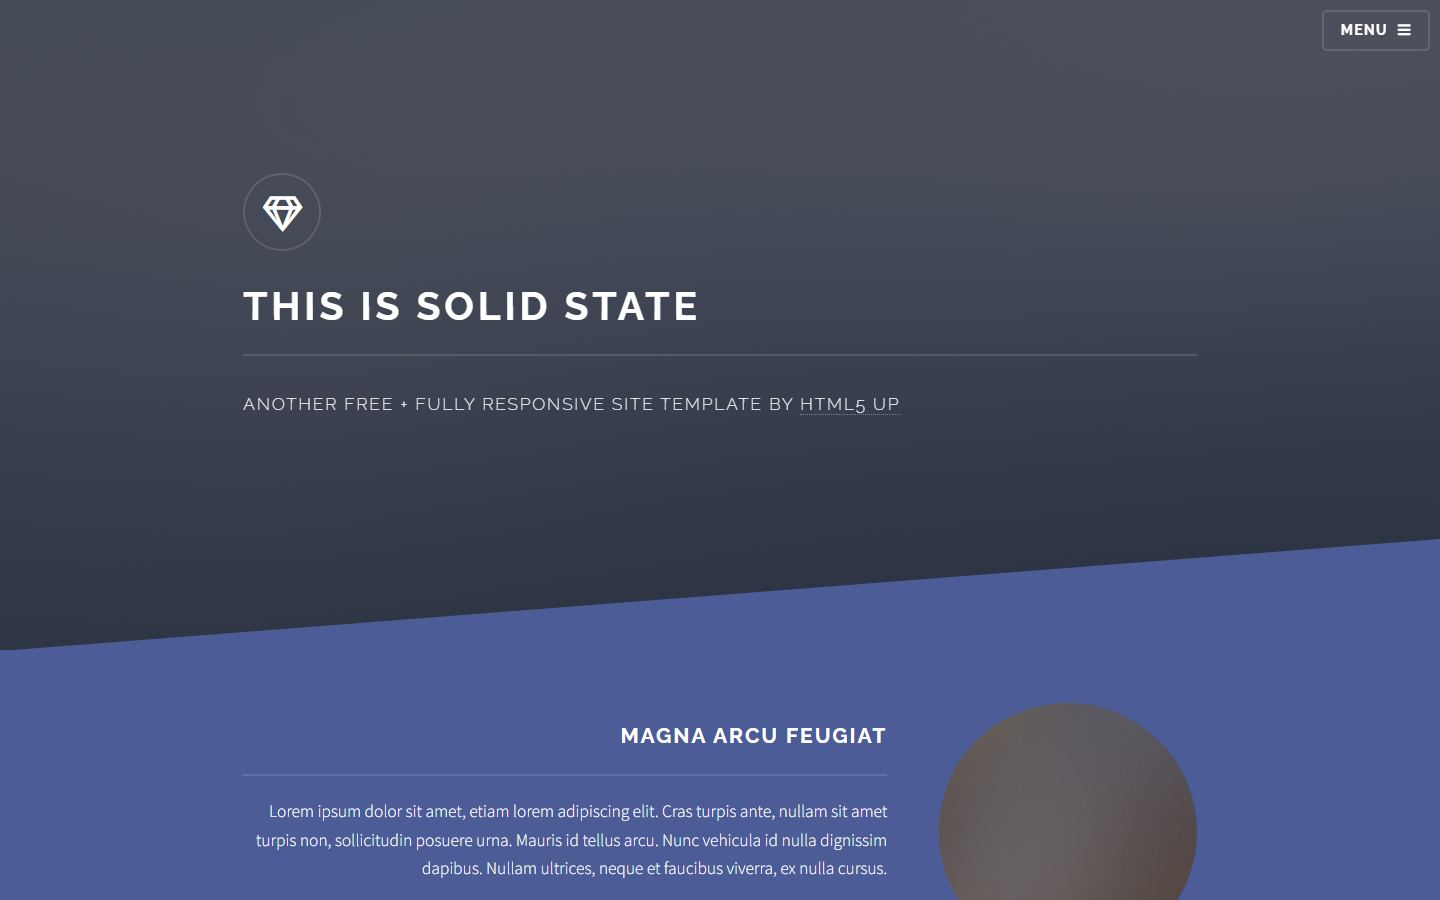 MENU
THIS IS SOLID STATE
ANOTHER FREE + FULLY RESPONSIVE SITE TEMPLATE BY HTML5 UP
MAGNA ARCU FEUGIAT
Lorem ipsum dolor sit amet, etiam lorem adipiscing elit. Cras turpis ante, nullam sit amet
turpis non, sollicitudin posuere urna. Mauris id tellus arcu. Nunc vehicula id nulla dignissim
dapibus. Nullam ultrices, neque et faucibus viverra, ex nulla cursus.